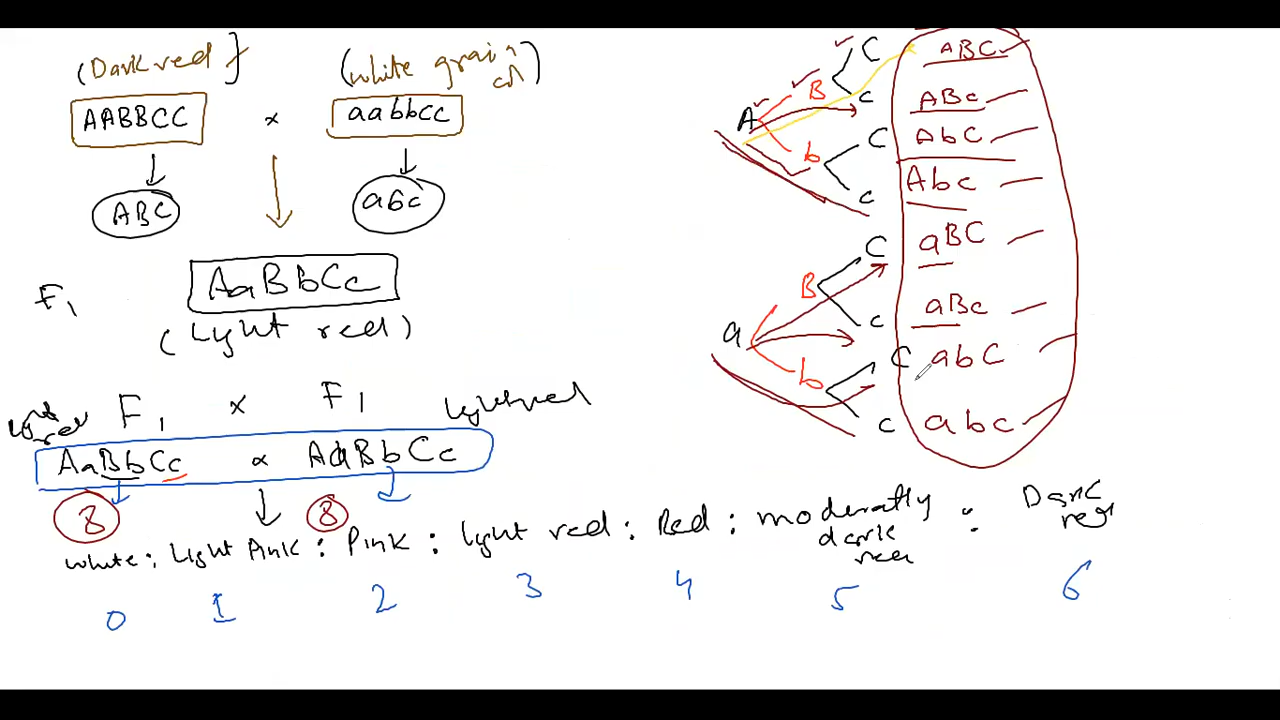 (Dark red} (white grain
AABBCC × aabbcc
ABC abc
F1 AaBbCc
(Light red)
F1 × F1 Light red
AaBbCc × AaBbCc
8 8
White : Light Pink : Pink : light red : Red : moderatly dark red : Dark red
0 1 2 3 4 5 6
A B C ABC
c ABc
b C AbC
c Abc
a B C aBC
c aBc
b C abC
c abc